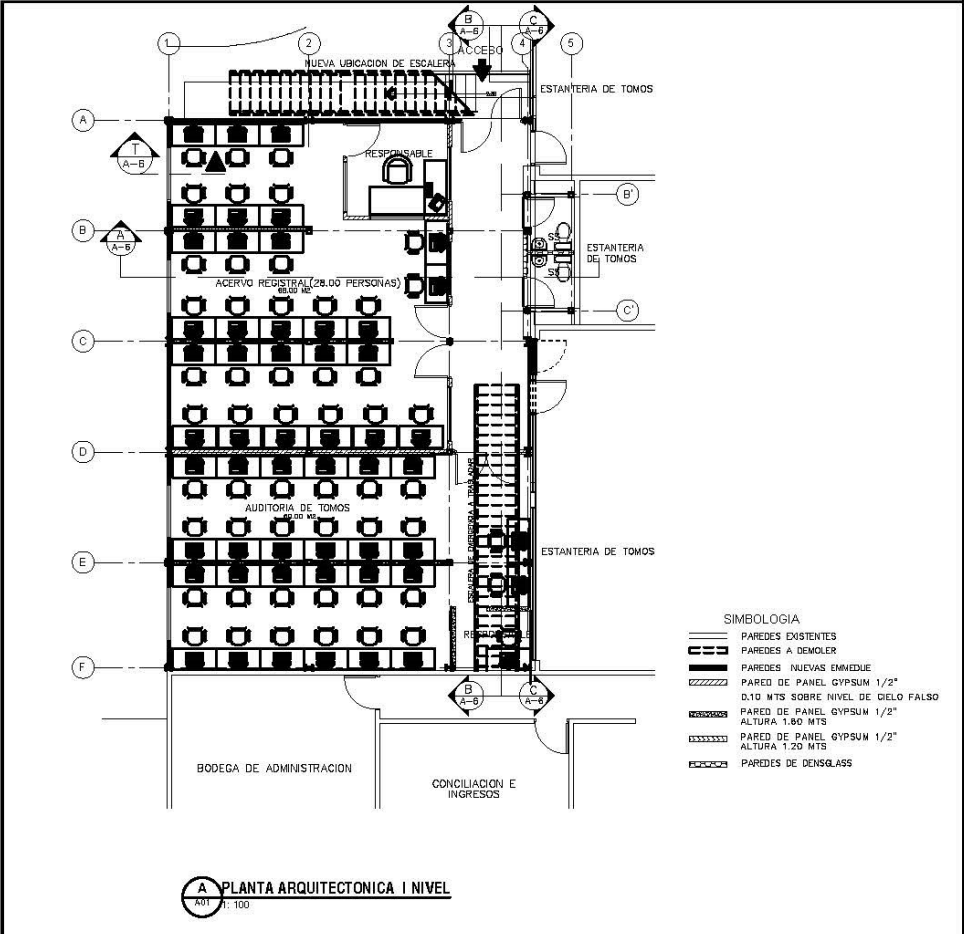 B
A-6
C
A-6
1
2
3
4
5
ACCESO
NUEVA UBICACION DE ESCALERA
ESTANTERIA DE TOMOS
A
T
A-6
RESPONSABLE
B'
B
A
A-6
SS
ESTANTERIA
DE TOMOS
SS
ACERVO REGISTRAL(28.00 PERSONAS)
C'
C
D
AUDITORIA DE TOMOS
ESCALERA DE EMERGENCIA A TRASLADAR
ESTANTERIA DE TOMOS
E
RESPONSABLE
F
B
A-6
C
A-6
SIMBOLOGIA
PAREDES EXISTENTES
PAREDES A DEMOLER
PAREDES NUEVAS EMMEDUE
PARED DE PANEL GYPSUM 1/2"
0.10 MTS SOBRE NIVEL DE CIELO FALSO
PARED DE PANEL GYPSUM 1/2"
ALTURA 1.80 MTS
PARED DE PANEL GYPSUM 1/2"
ALTURA 1.20 MTS
PAREDES DE DENSGLASS
BODEGA DE ADMINISTRACION
CONCILIACION E
INGRESOS
A
A01
PLANTA ARQUITECTONICA I NIVEL
1: 100